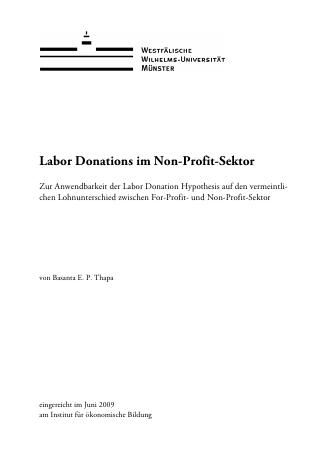 Westfälische
Wilhelms-Universität
Münster
Labor Donations im Non-Profit-Sektor
Zur Anwendbarkeit der Labor Donation Hypothesis auf den vermeintli-
chen Lohnunterschied zwischen For-Profit- und Non-Profit-Sektor
von Basanta E. P. Thapa
eingereicht im Juni 2009
am Institut für ökonomische Bildung